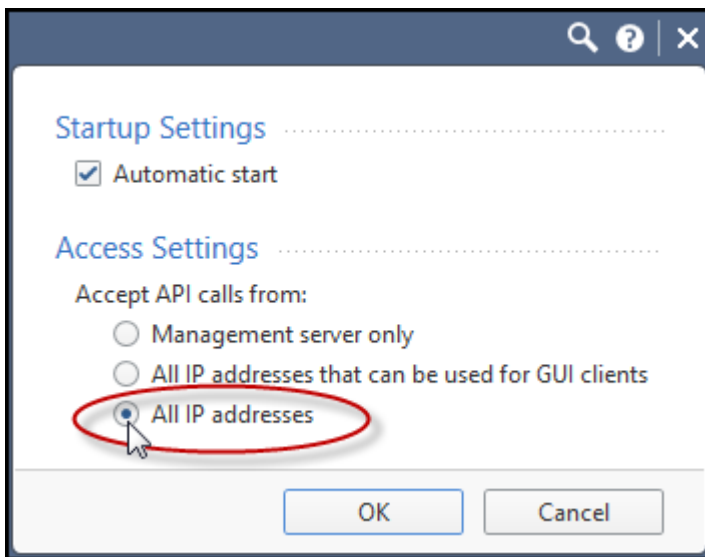 Startup Settings
Automatic start
Access Settings
Accept API calls from:
Management server only
All IP addresses that can be used for GUI clients
All IP addresses
OK Cancel